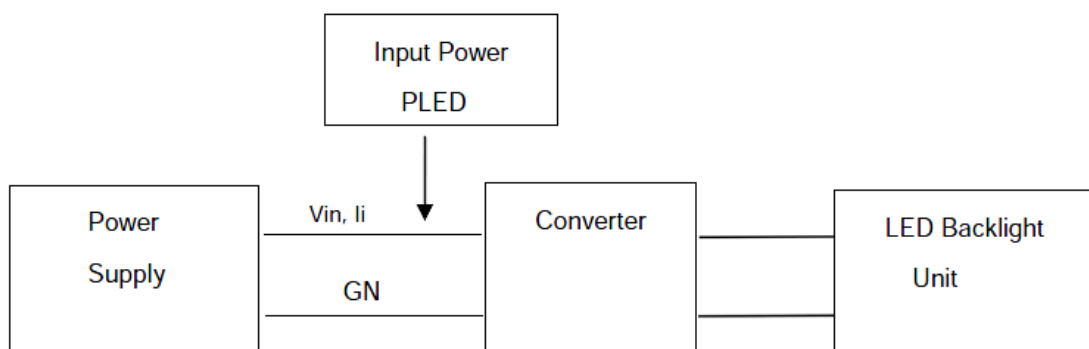 Input Power
PLED
Power
Supply
Vin, Ii
GN
Converter
LED Backlight
Unit